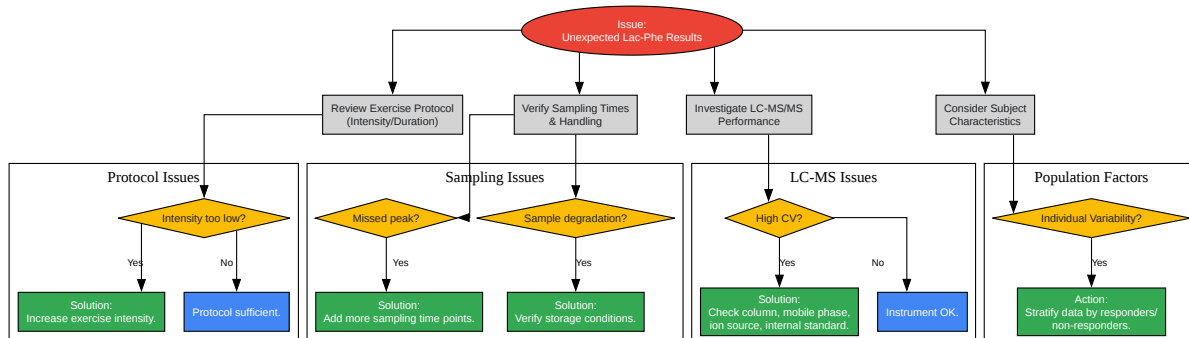 Issue:
Unexpected Lac-Phe Results
Review Exercise Protocol
(Intensity/Duration)
Verify Sampling Times
& Handling
Investigate LC-MS/MS
Performance
Consider Subject
Characteristics
Protocol Issues
Sampling Issues
LC-MS Issues
Population Factors
Intensity too low?
Missed peak?
Sample degradation?
High CV?
Individual Variability?
Yes
No
Yes
Yes
Yes
No
Yes
Solution:
Increase exercise intensity.
Protocol sufficient.
Solution:
Add more sampling time points.
Solution:
Verify storage conditions.
Solution:
Check column, mobile phase,
ion source, internal standard.
Instrument OK.
Action:
Stratify data by responders/
non-responders.